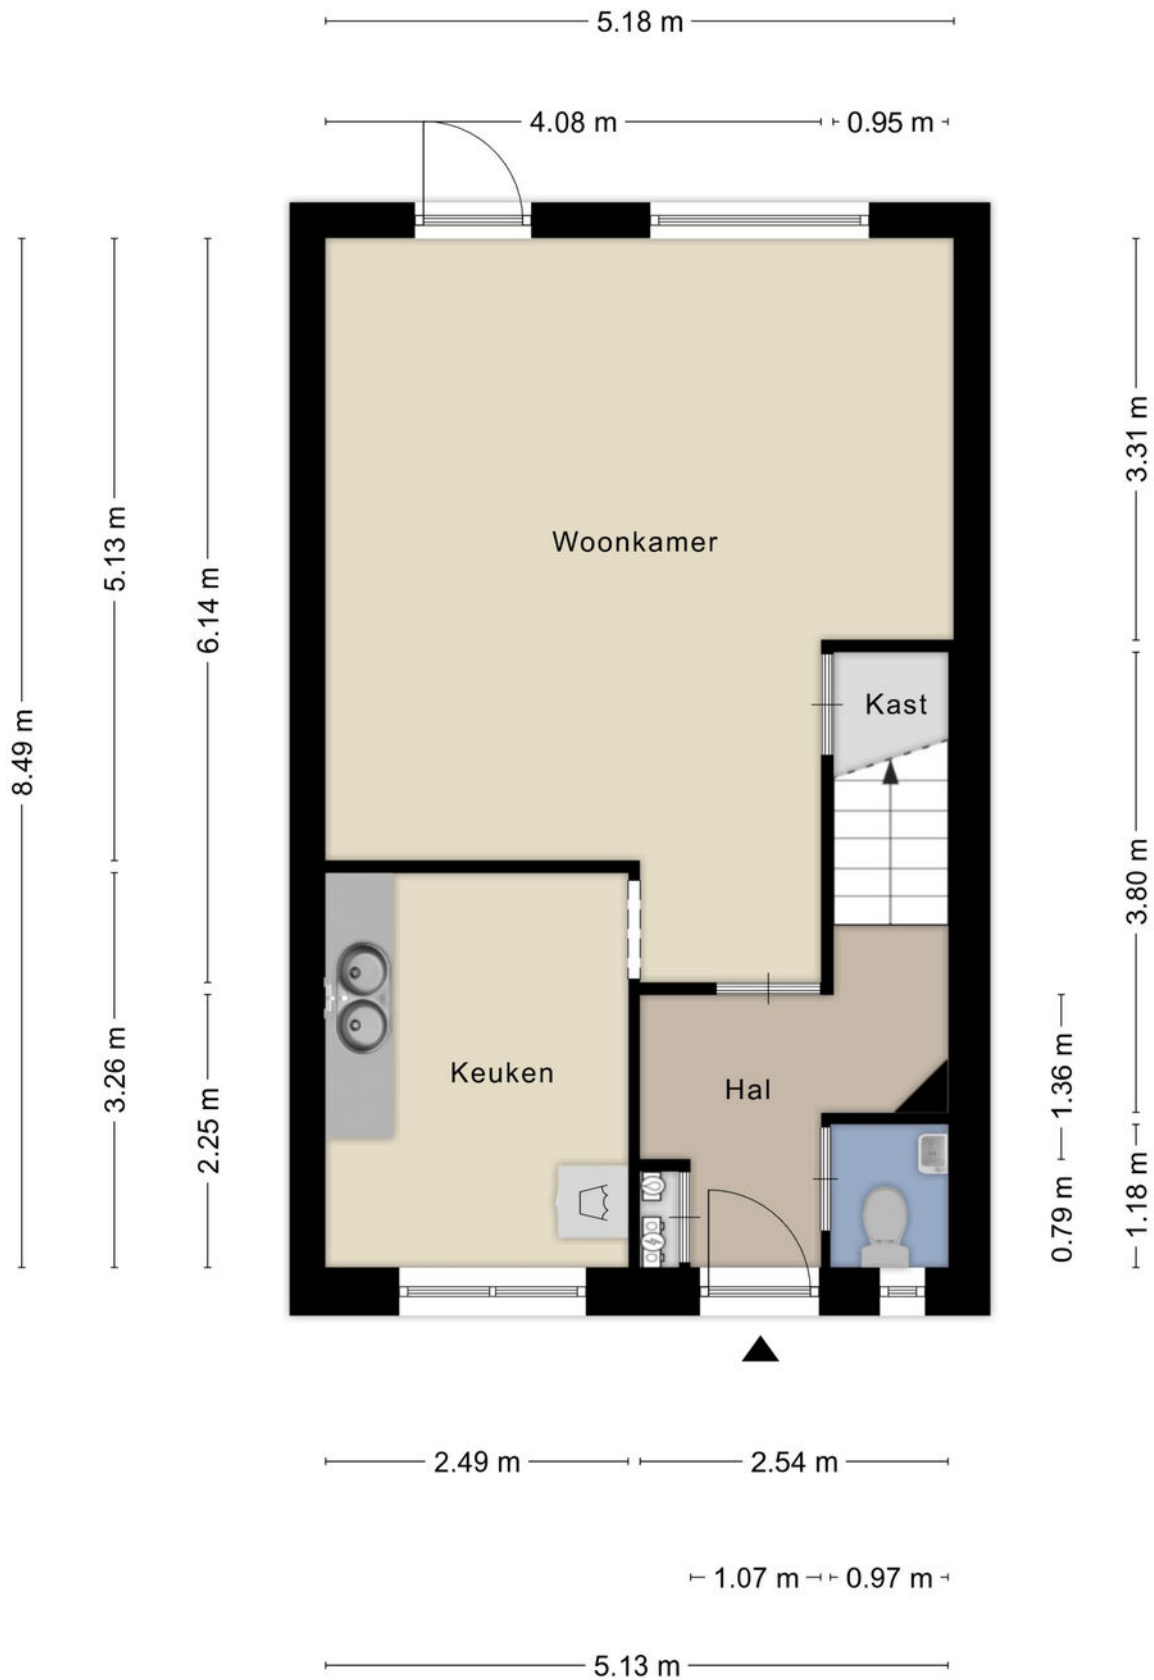 5.18 m
4.08 m
0.95 m
3.31 m
5.13 m
Woonkamer
6.14 m
Kast
8.49 m
3.80 m
3.26 m
Keuken
Hal
1.36 m
2.25 m
1.18 m
0.79 m
2.49 m
2.54 m
1.07 m
0.97 m
5.13 m